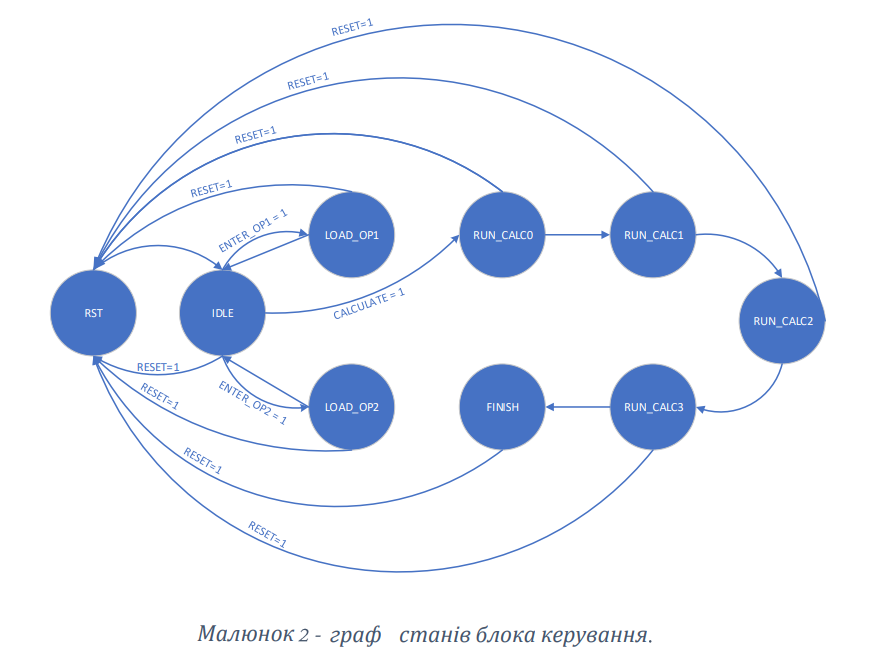 RESET=1
RESET=1
RESET=1
RESET=1
ENTER_OP1 = 1
LOAD_OP1
RUN_CALC0
RUN_CALC1
CALCULATE = 1
RST
IDLE
RUN_CALC2
RESET=1
RESET=1
ENTER_OP2 = 1
LOAD_OP2
FINISH
RUN_CALC3
RESET=1
RESET=1
Малюнок 2 - граф станів блока керування.